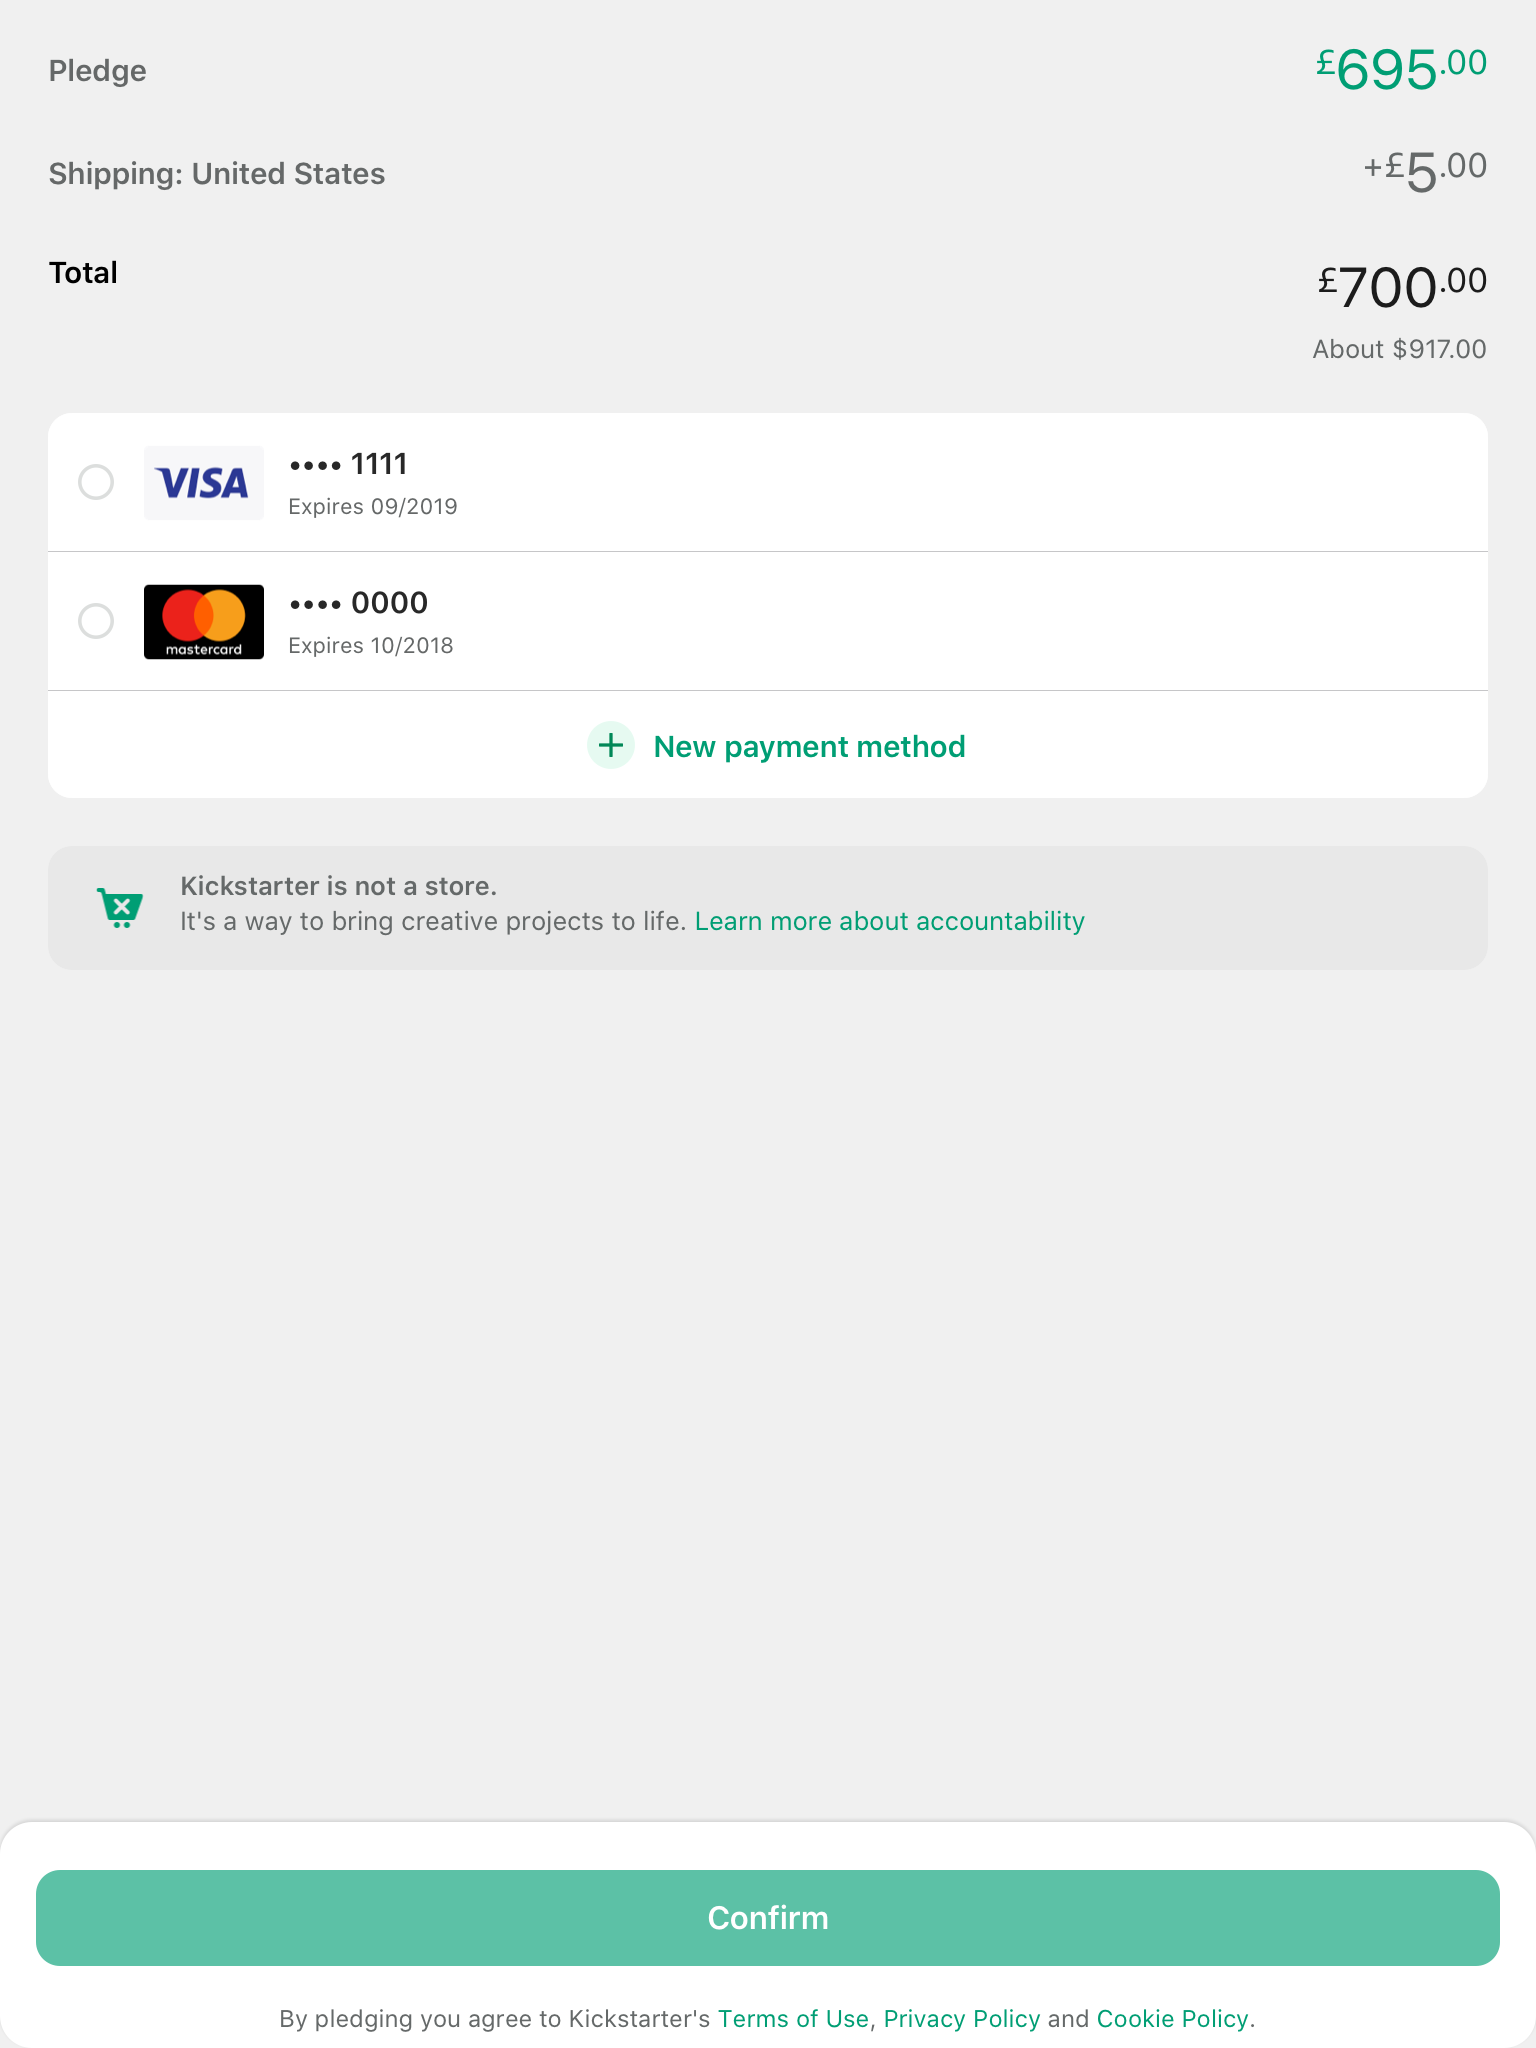 Pledge £695.00
Shipping: United States +£5.00
Total £700.00
About $917.00
VISA •••• 1111
Expires 09/2019
•••• 0000
mastercard Expires 10/2018
New payment method
Kickstarter is not a store.
It's a way to bring creative projects to life. Learn more about accountability
Confirm
By pledging you agree to Kickstarter's Terms of Use, Privacy Policy and Cookie Policy.